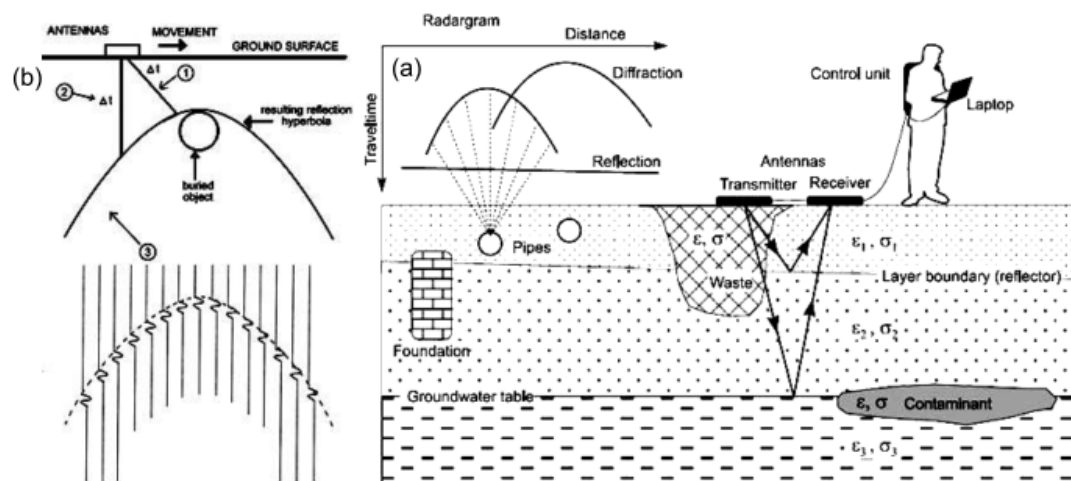 ANTENNAS
MOVEMENT
GROUND SURFACE
(b)
Δt
①
②
Δt
resulting reflection
hyperbola
buried
object
③
(a)
Radargram
Distance
Traveltime
Diffraction
Reflection
Control unit
Laptop
Antennas
Transmitter
Receiver
Pipes
ε, σ
Waste
ε₁, σ₁
Layer boundary (reflector)
Foundation
ε₂, σ₂
Groundwater table
ε, σ Contaminant
ε₃, σ₃